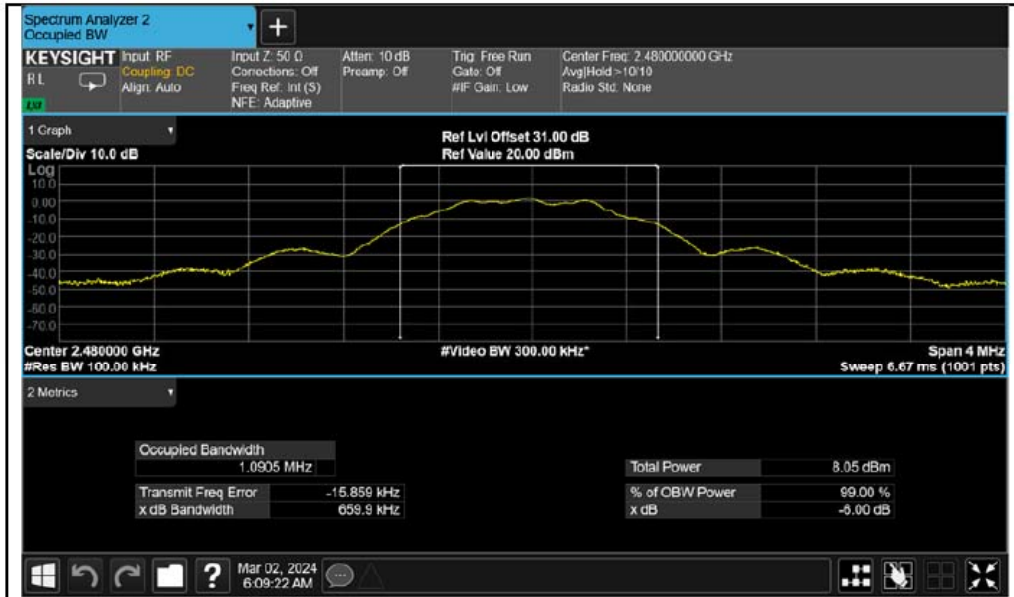 Spectrum Analyzer 2
Occupied BW
+
KEYSIGHT
R L
Input: RF
Coupling: DC
Align: Auto
Input Z: 50 Ω
Corrections: Off
Freq Ref: Int (S)
NFE: Adaptive
Atten: 10 dB
Preamp: Off
Trig: Free Run
Gate: Off
#IF Gain: Low
Center Freq: 2.480000000 GHz
Avg|Hold:>10/10
Radio Std: None
1 Graph
Scale/Div 10.0 dB
Ref Lvl Offset 31.00 dB
Ref Value 20.00 dBm
Log
10.0
0.00
-10.0
-20.0
-30.0
-40.0
-50.0
-60.0
-70.0
Center 2.480000 GHz
#Res BW 100.00 kHz
#Video BW 300.00 kHz*
Span 4 MHz
Sweep 6.67 ms (1001 pts)
2 Metrics
Occupied Bandwidth
1.0905 MHz
Transmit Freq Error -15.859 kHz
x dB Bandwidth 659.9 kHz
Total Power 8.05 dBm
% of OBW Power 99.00 %
x dB -6.00 dB
?
Mar 02, 2024
6:09:22 AM